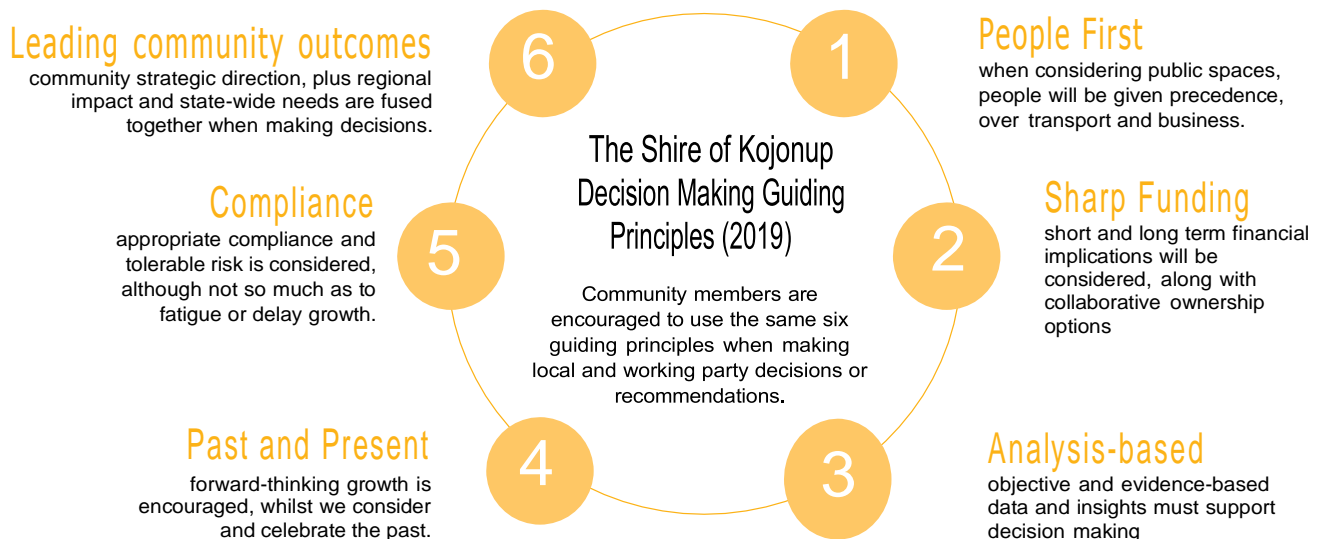 The Shire of Kojonup
Decision Making Guiding
Principles (2019)
Community members are
encouraged to use the same six
guiding principles when making
local and working party decisions or
recommendations.
1
People First
when considering public spaces,
people will be given precedence,
over transport and business.
2
Sharp Funding
short and long term financial
implications will be
considered, along with
collaborative ownership
options
3
Analysis-based
objective and evidence-based
data and insights must support
decision making
4
Past and Present
forward-thinking growth is
encouraged, whilst we consider
and celebrate the past.
5
Compliance
appropriate compliance and
tolerable risk is considered,
although not so much as to
fatigue or delay growth.
6
Leading community outcomes
community strategic direction, plus regional
impact and state-wide needs are fused
together when making decisions.